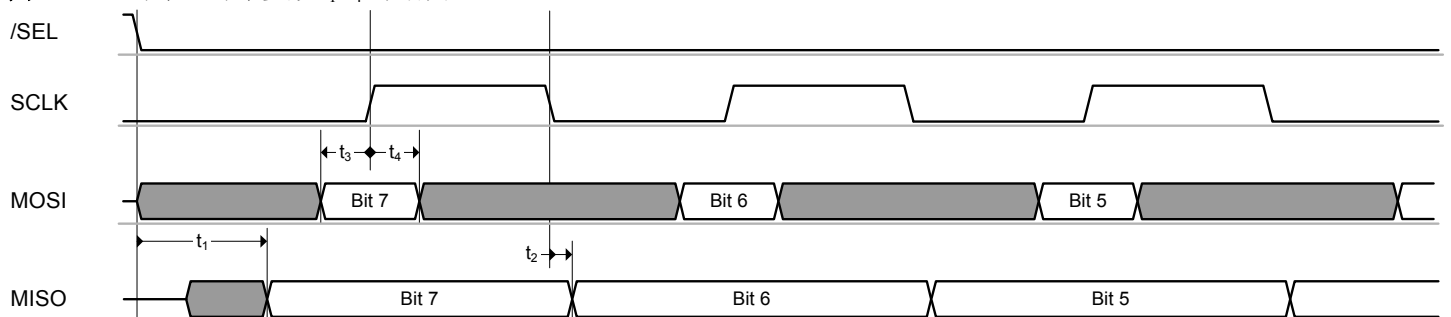 /SEL
SCLK
t3 t4
MOSI Bit 7 Bit 6 Bit 5
t1 t2
MISO Bit 7 Bit 6 Bit 5